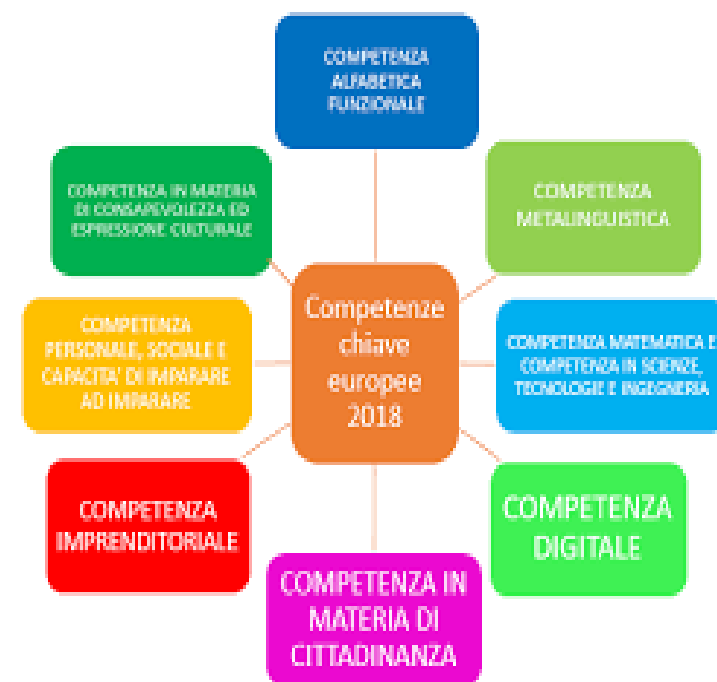 COMPETENZA
ALFABETICA
FUNZIONALE
COMPETENZA
METALINGUISTICA
COMPETENZA MATEMATICA E
COMPETENZA IN SCIENZE,
TECNOLOGIE E INGEGNERIA
COMPETENZA
DIGITALE
COMPETENZA IN
MATERIA DI
CITTADINANZA
COMPETENZA
IMPRENDITORIALE
COMPETENZA
PERSONALE, SOCIALE E
CAPACITA' DI IMPARARE
AD IMPARARE
COMPETENZA IN MATERIA
DI CONSAPEVOLEZZA ED
ESPRESSIONE CULTURALE
Competenze
chiave
europee
2018